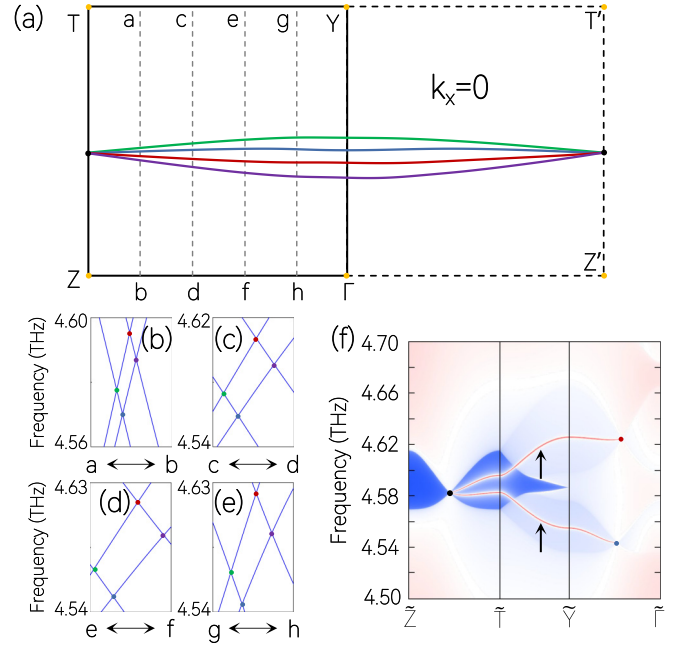 (a)
T a c e g Y T′
kₓ=0
Z b d f h Γ Z′
(b)
4.60
4.56
Frequency (THz)
a b
(c)
4.62
4.54
c d
(d)
4.63
4.54
Frequency (THz)
e f
(e)
4.63
4.54
g h
(f)
4.70
4.66
4.62
4.58
4.54
4.50
Frequency (THz)
Z̃ T̃ Ỹ Γ̃